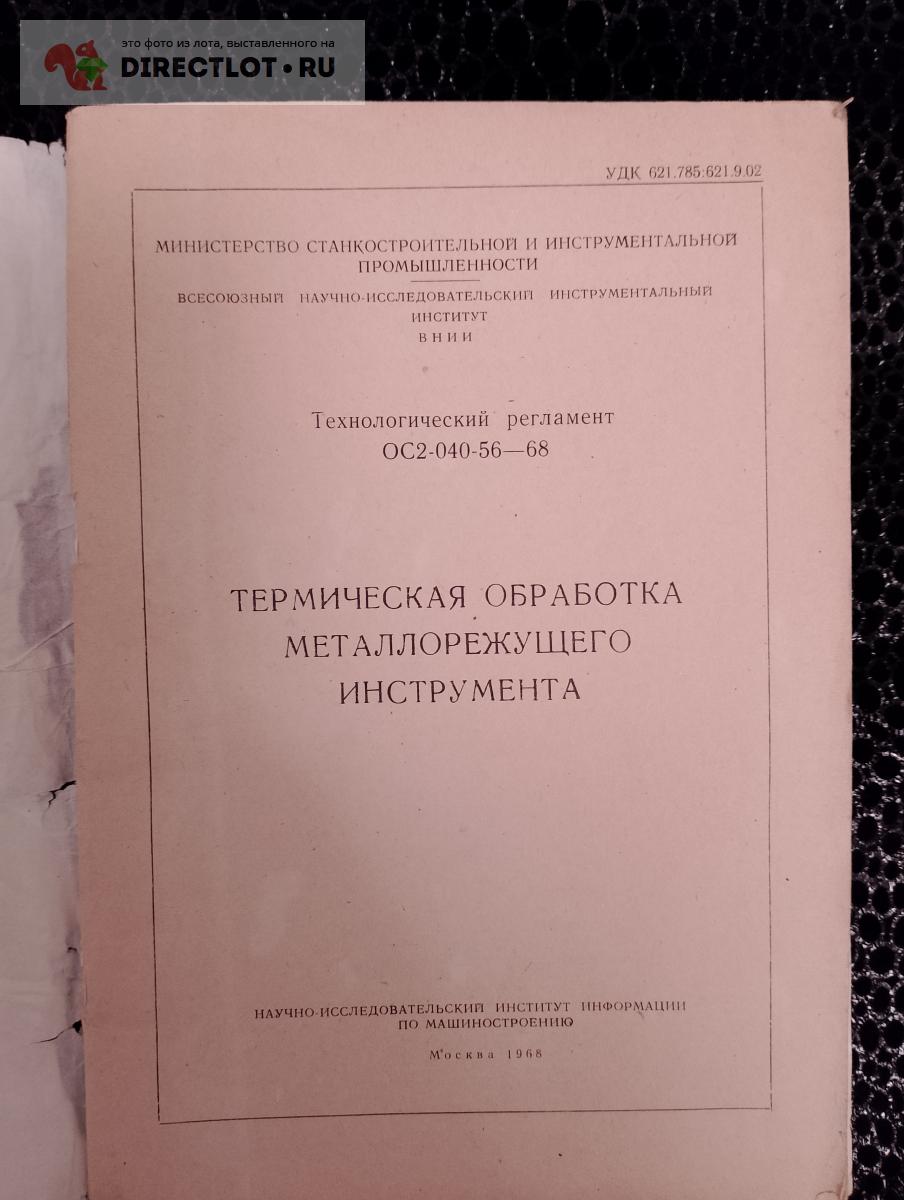 это фото из лота, выставленного на
DIRECTLOT.RU
УДК 621.785:621.9.02
МИНИСТЕРСТВО СТАНКОСТРОИТЕЛЬНОЙ И ИНСТРУМЕНТАЛЬНОЙ
ПРОМЫШЛЕННОСТИ
ВСЕСОЮЗНЫЙ НАУЧНО-ИССЛЕДОВАТЕЛЬСКИЙ ИНСТРУМЕНТАЛЬНЫЙ
ИНСТИТУТ
ВНИИ
Технологический регламент
ОС2-040-56—68
ТЕРМИЧЕСКАЯ ОБРАБОТКА
МЕТАЛЛОРЕЖУЩЕГО
ИНСТРУМЕНТА
НАУЧНО-ИССЛЕДОВАТЕЛЬСКИЙ ИНСТИТУТ ИНФОРМАЦИИ
ПО МАШИНОСТРОЕНИЮ
Москва 1968